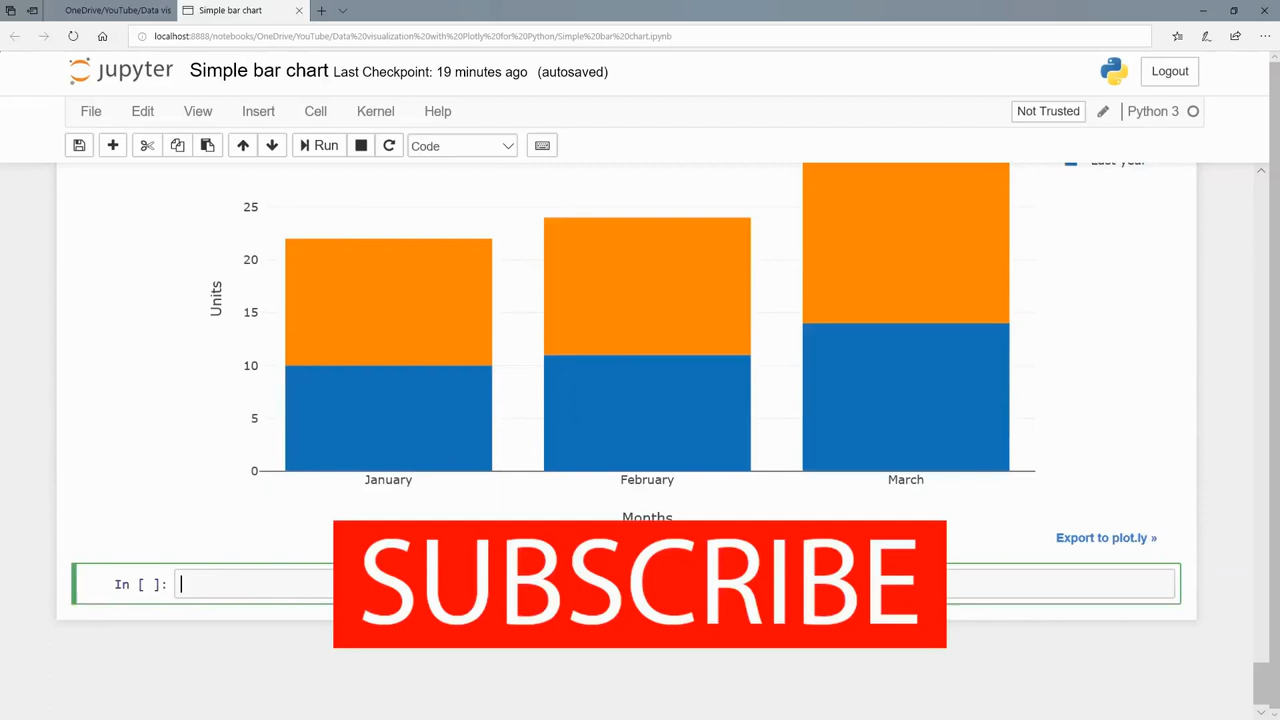 OneDrive/YouTube/Data vis
Simple bar chart
localhost:8888/notebooks/OneDrive/YouTube/Data%20visualization%20with%20Plotly%20for%20Python/Simple%20bar%20chart.ipynb
jupyter Simple bar chart Last Checkpoint: 19 minutes ago (autosaved)
Logout
File Edit View Insert Cell Kernel Help
Not Trusted
Python 3
Run
Code
Last year
25
20
15
10
5
0
Units
January February March
Months
Export to plot.ly »
In [ ]:
SUBSCRIBE